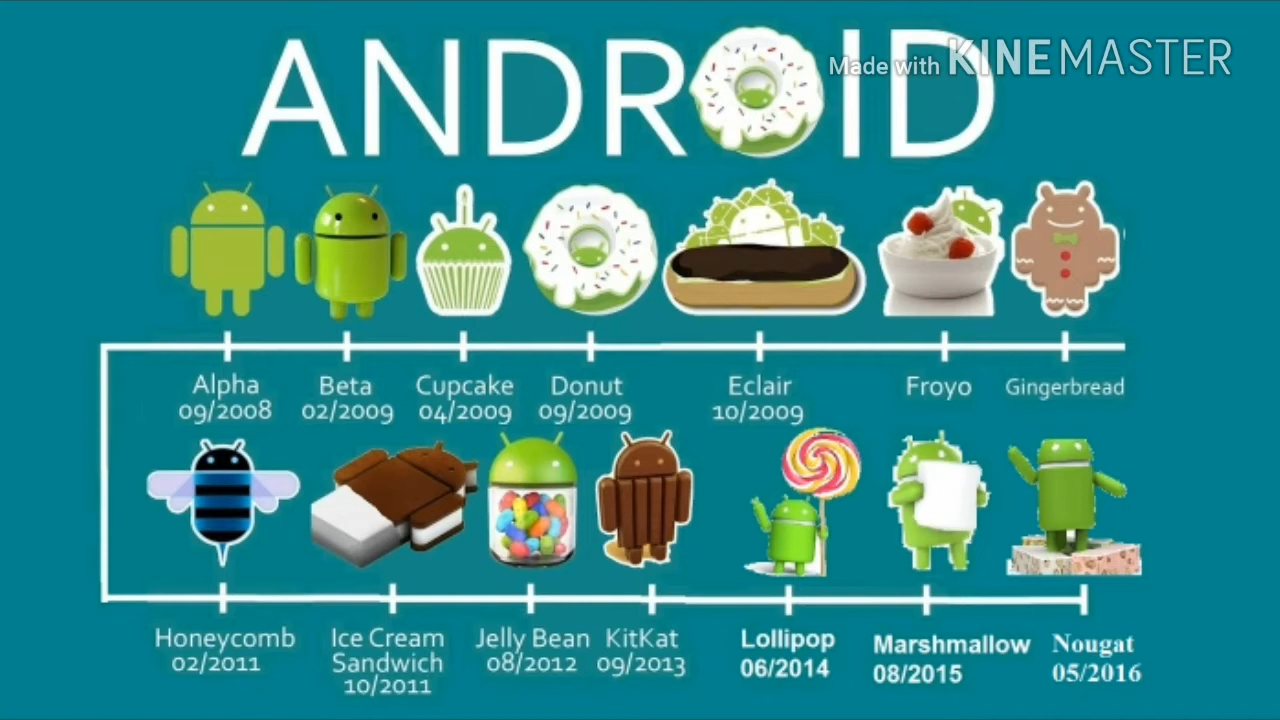 ANDROID
Made with KINEMASTER
Alpha
09/2008
Beta
02/2009
Cupcake
04/2009
Donut
09/2009
Eclair
10/2009
Froyo
Gingerbread
Honeycomb
02/2011
Ice Cream
Sandwich
10/2011
Jelly Bean
08/2012
KitKat
09/2013
Lollipop
06/2014
Marshmallow
08/2015
Nougat
05/2016